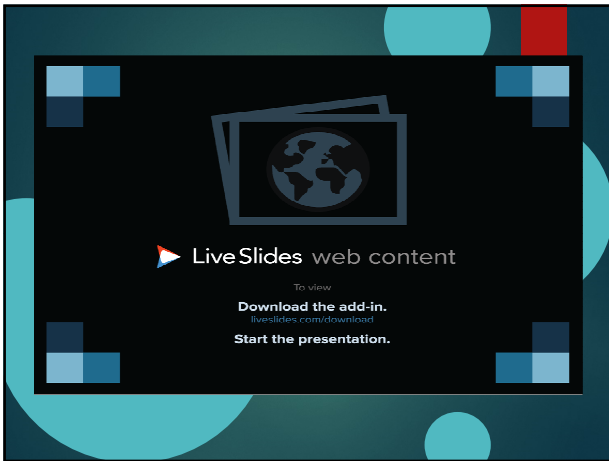 LiveSlides web content
To view
Download the add-in.
liveslides.com/download
Start the presentation.